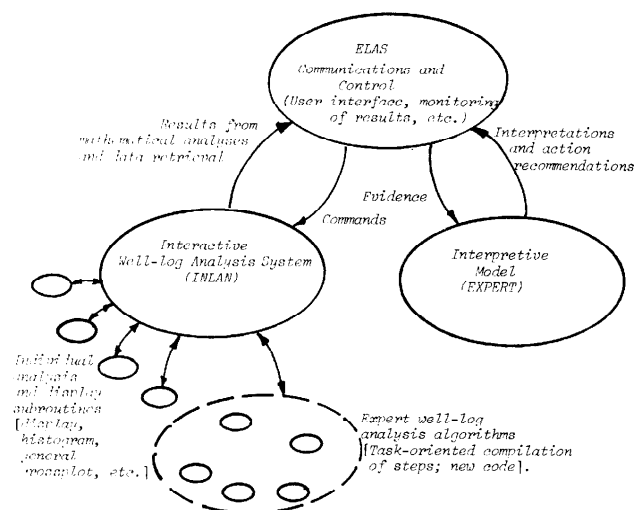 ELAS
Communications and
Control
(User interface, monitoring
of results, etc.)
Results from
mathematical analyses
and data retrival
Interpretations
and action
recommendations
Evidence
Commands
Interactive
Well-log Analysis System
(INLAN)
Interpretive
Model
(EXPERT)
Individual
analysis
and display
subroutines
[display,
histogram,
general
crossplot, etc.]
Expert well-log
analysis algorithms
[Task-oriented compilation
of steps; new code].